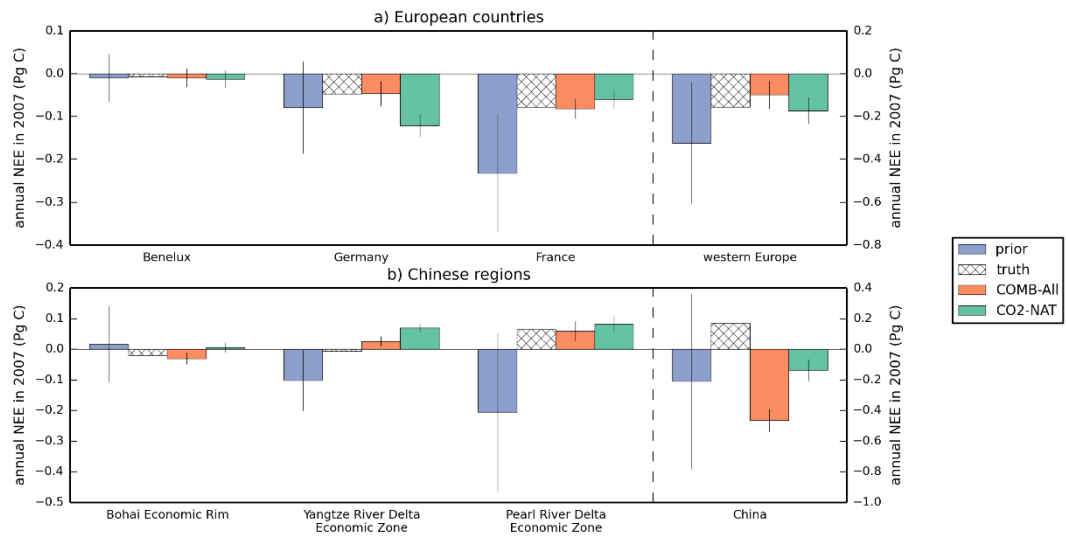 a) European countries
annual NEE in 2007 (Pg C)
0.1
0.0
−0.1
−0.2
−0.3
−0.4
0.2
0.0
−0.2
−0.4
−0.6
−0.8
annual NEE in 2007 (Pg C)
Benelux
Germany
France
western Europe
b) Chinese regions
annual NEE in 2007 (Pg C)
0.2
0.1
0.0
−0.1
−0.2
−0.3
−0.4
−0.5
0.4
0.2
0.0
−0.2
−0.4
−0.6
−0.8
−1.0
annual NEE in 2007 (Pg C)
Bohai Economic Rim
Yangtze River Delta
Economic Zone
Pearl River Delta
Economic Zone
China
prior
truth
COMB-All
CO2-NAT